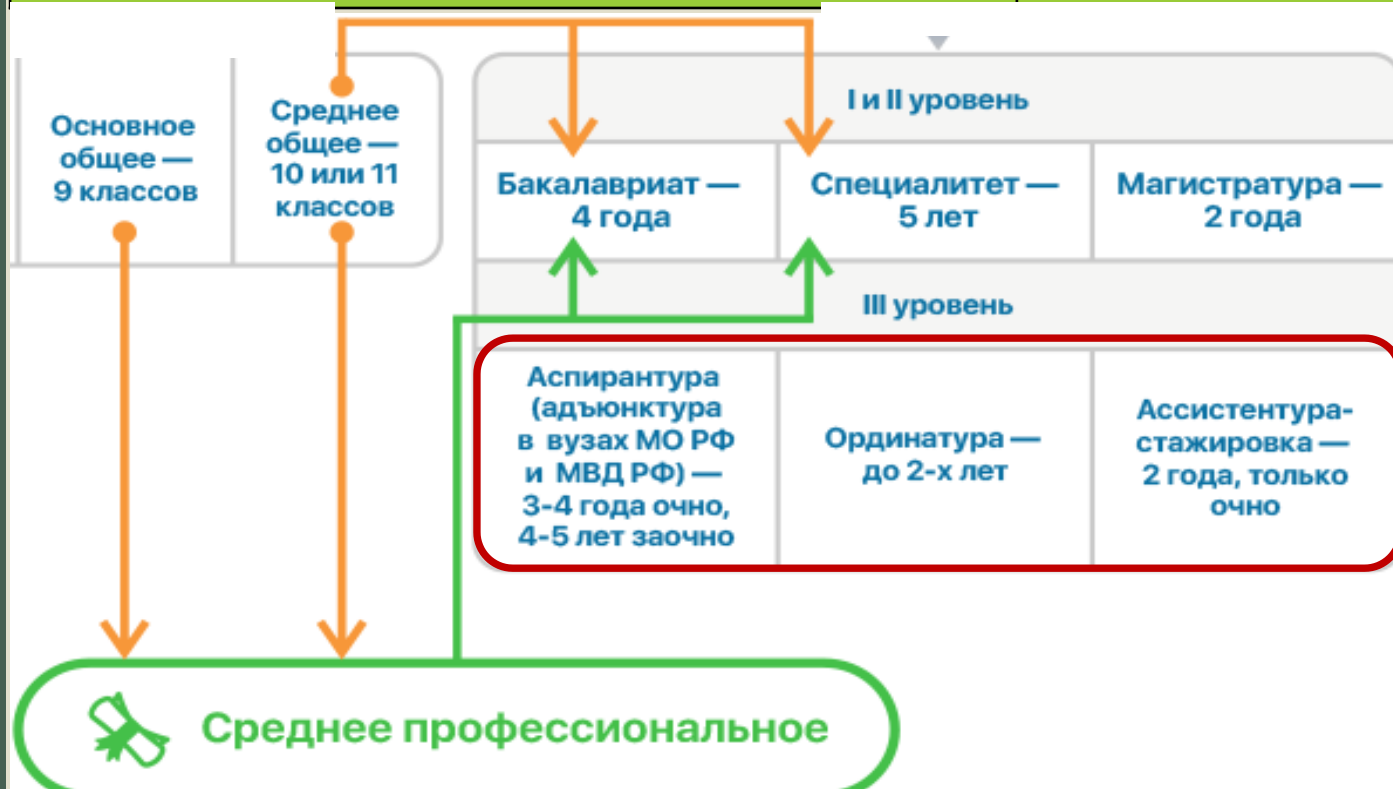 Основное
общее —
9 классов
Среднее
общее —
10 или 11
классов
I и II уровень
Бакалавриат —
4 года
Специалитет —
5 лет
Магистратура —
2 года
III уровень
Аспирантура
(адъюнктура
в вузах МО РФ
и МВД РФ) —
3-4 года очно,
4-5 лет заочно
Ординатура —
до 2-х лет
Ассистентура-
стажировка —
2 года, только
очно
Среднее профессиональное